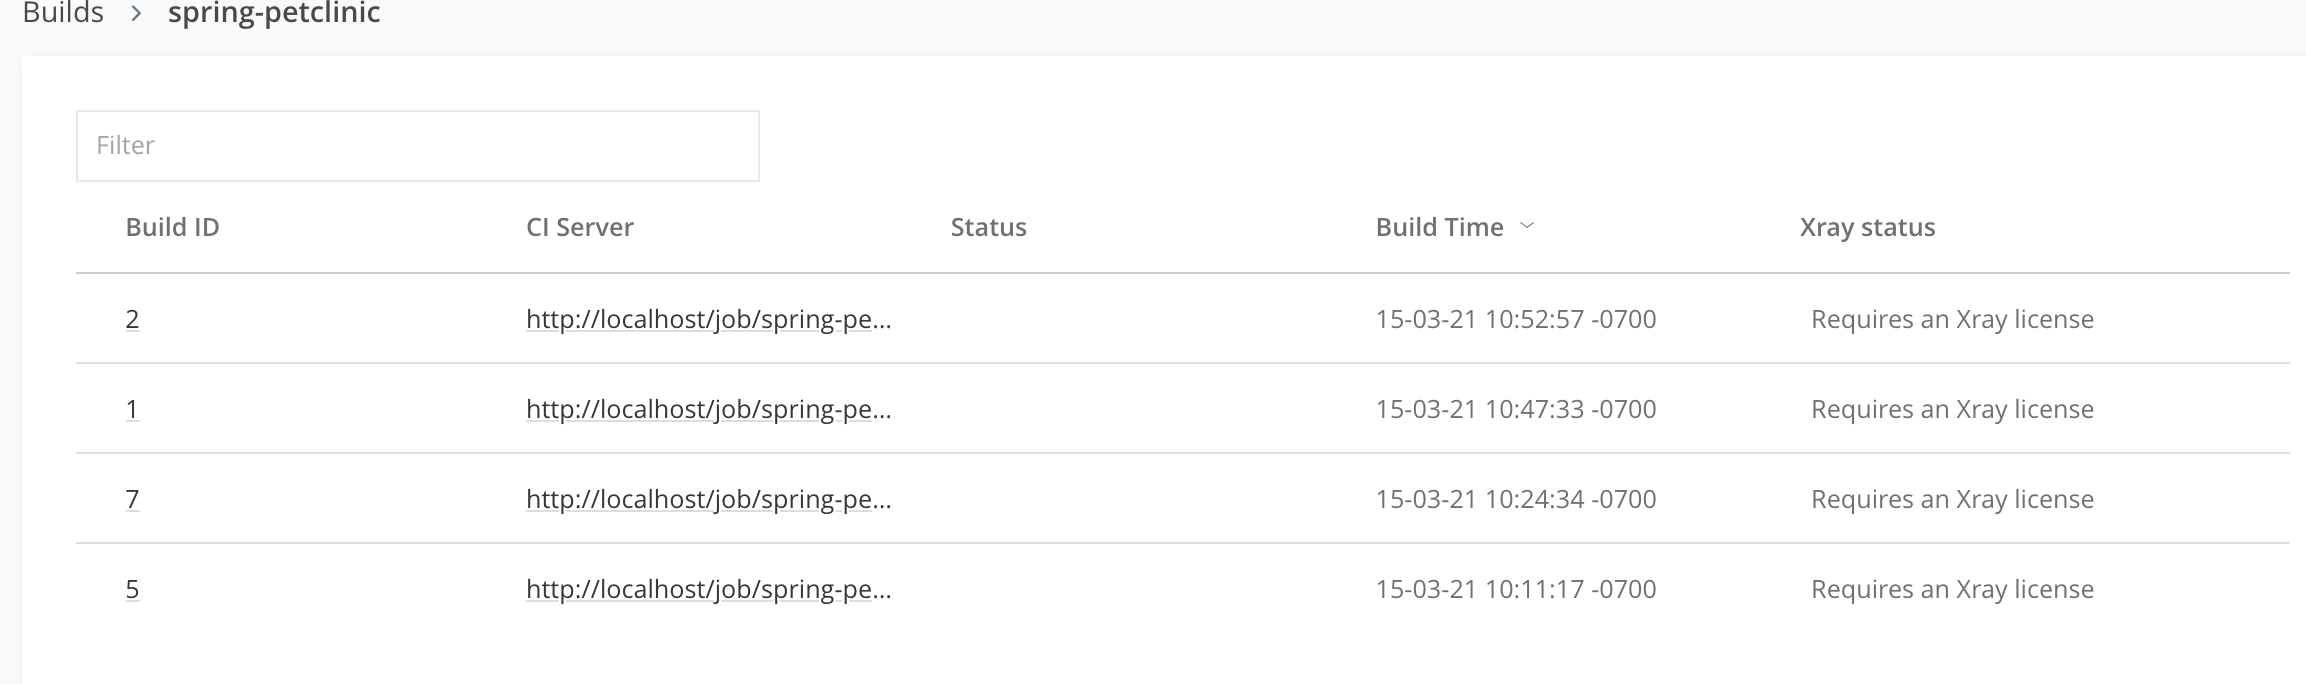 Builds > spring-petclinic
Filter
Build ID CI Server Status Build Time Xray status
2 http://localhost/job/spring-pe... 15-03-21 10:52:57 -0700 Requires an Xray license
1 http://localhost/job/spring-pe... 15-03-21 10:47:33 -0700 Requires an Xray license
7 http://localhost/job/spring-pe... 15-03-21 10:24:34 -0700 Requires an Xray license
5 http://localhost/job/spring-pe... 15-03-21 10:11:17 -0700 Requires an Xray license